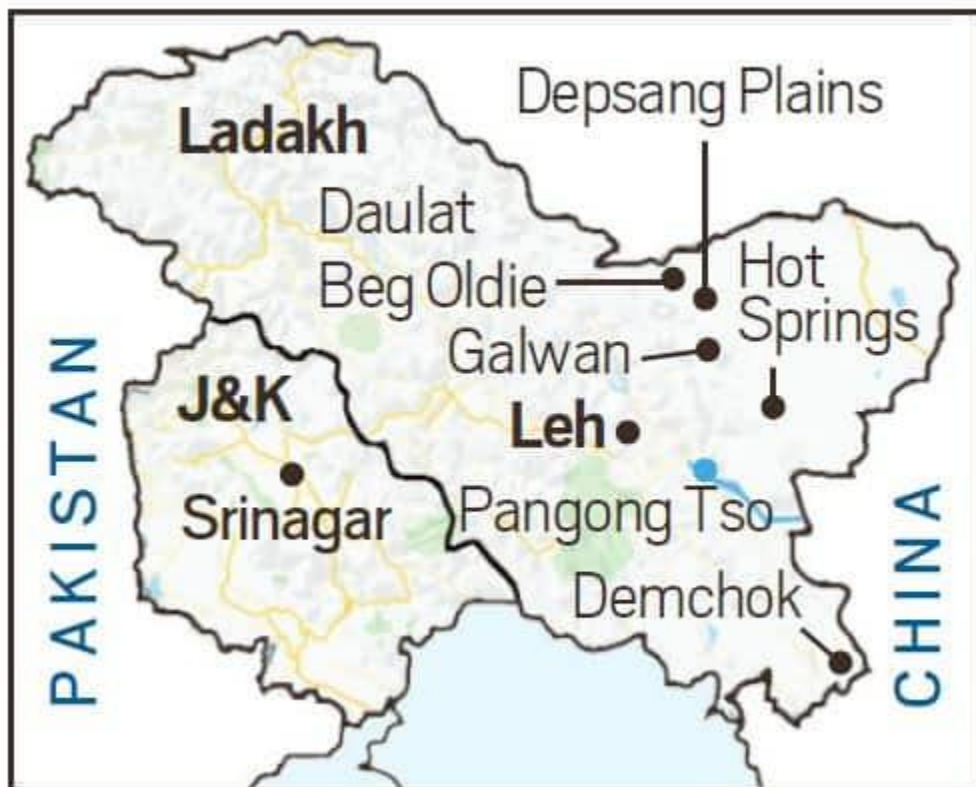 Depsang Plains
Ladakh
Daulat
Beg Oldie
Hot
Springs
Galwan
J&K
Leh
Srinagar
Pangong Tso
Demchok
PAKISTAN
CHINA